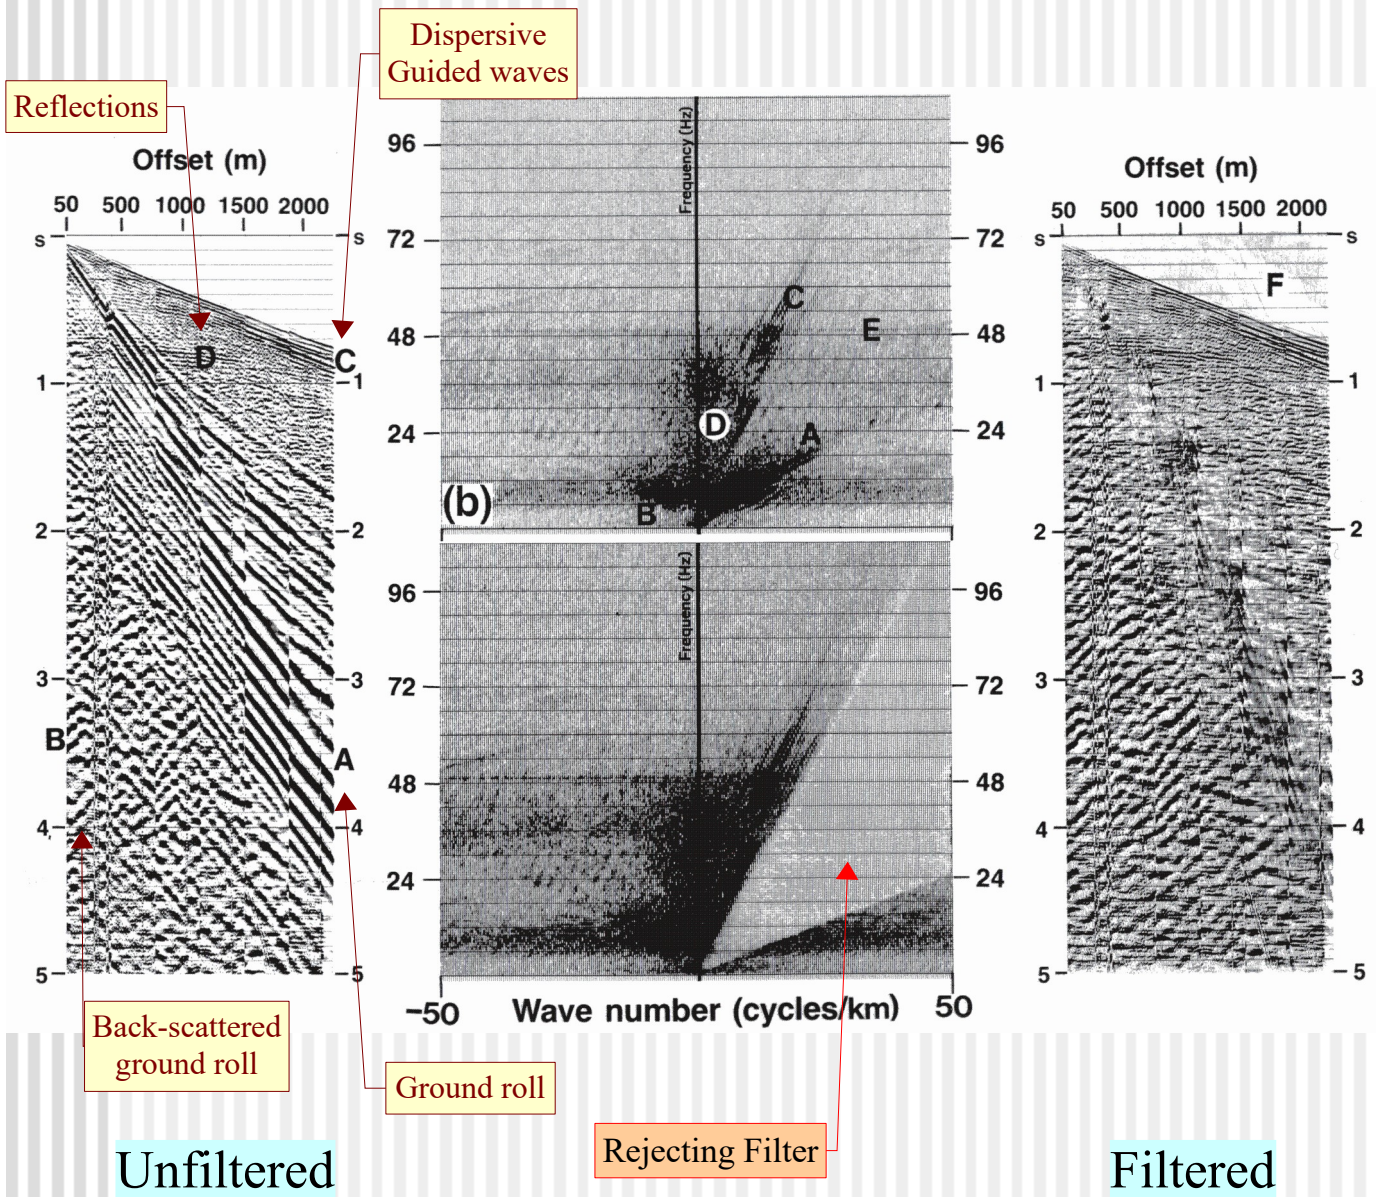 Dispersive
Guided waves
Reflections
Offset (m)
50 500 1000 1500 2000
s
s
1
1
2
2
3
3
4
4
5
5
D
C
B
A
Frequency (Hz)
96
96
72
72
48
48
24
24
C
E
D
A
B
(b)
Frequency (Hz)
96
96
72
72
48
48
24
24
−50
Wave number (cycles/km)
50
Offset (m)
50 500 1000 1500 2000
s
s
F
1
1
2
2
3
3
4
4
5
5
Back-scattered
ground roll
Ground roll
Rejecting Filter
Unfiltered
Filtered